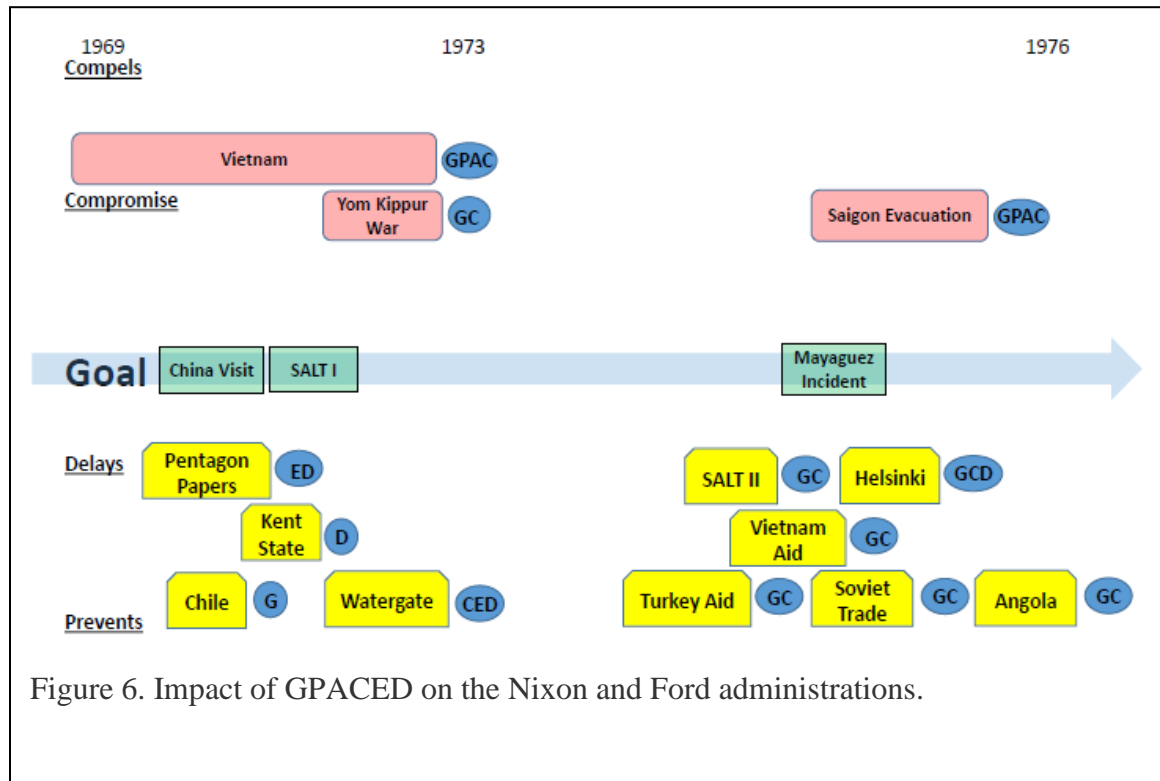 1969 1973 1976
Compels
Vietnam GPAC
Compromise
Yom Kippur
War
GC
Saigon Evacuation GPAC
Goal China Visit SALT I
Mayaguez
Incident
Delays
Pentagon
Papers
ED
SALT II GC Helsinki GCD
Kent
State
D
Vietnam
Aid
GC
Prevents
Chile G Watergate CED
Turkey Aid GC
Soviet
Trade
GC
Angola GC
Figure 6. Impact of GPACED on the Nixon and Ford administrations.